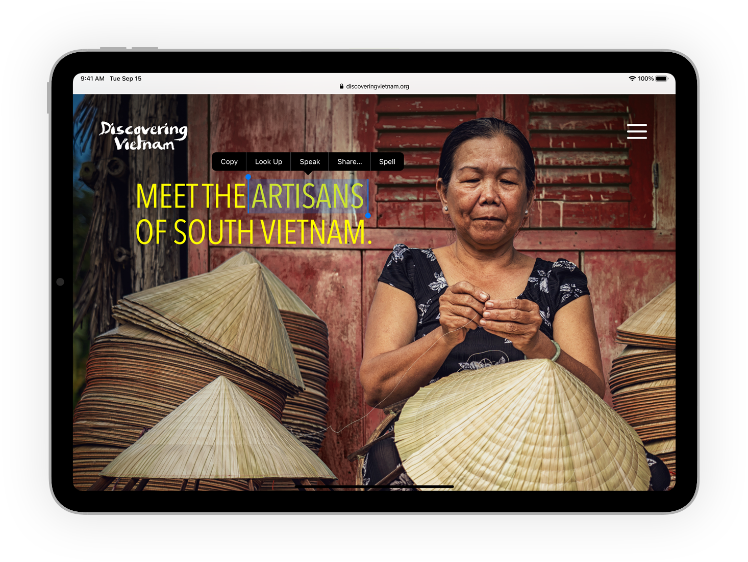 9:41 AM Tue Sep 15
100%
discoveringvietnam.org
Discovering
Vietnam
Copy Look Up Speak Share... Spell
MEET THE ARTISANS
OF SOUTH VIETNAM.